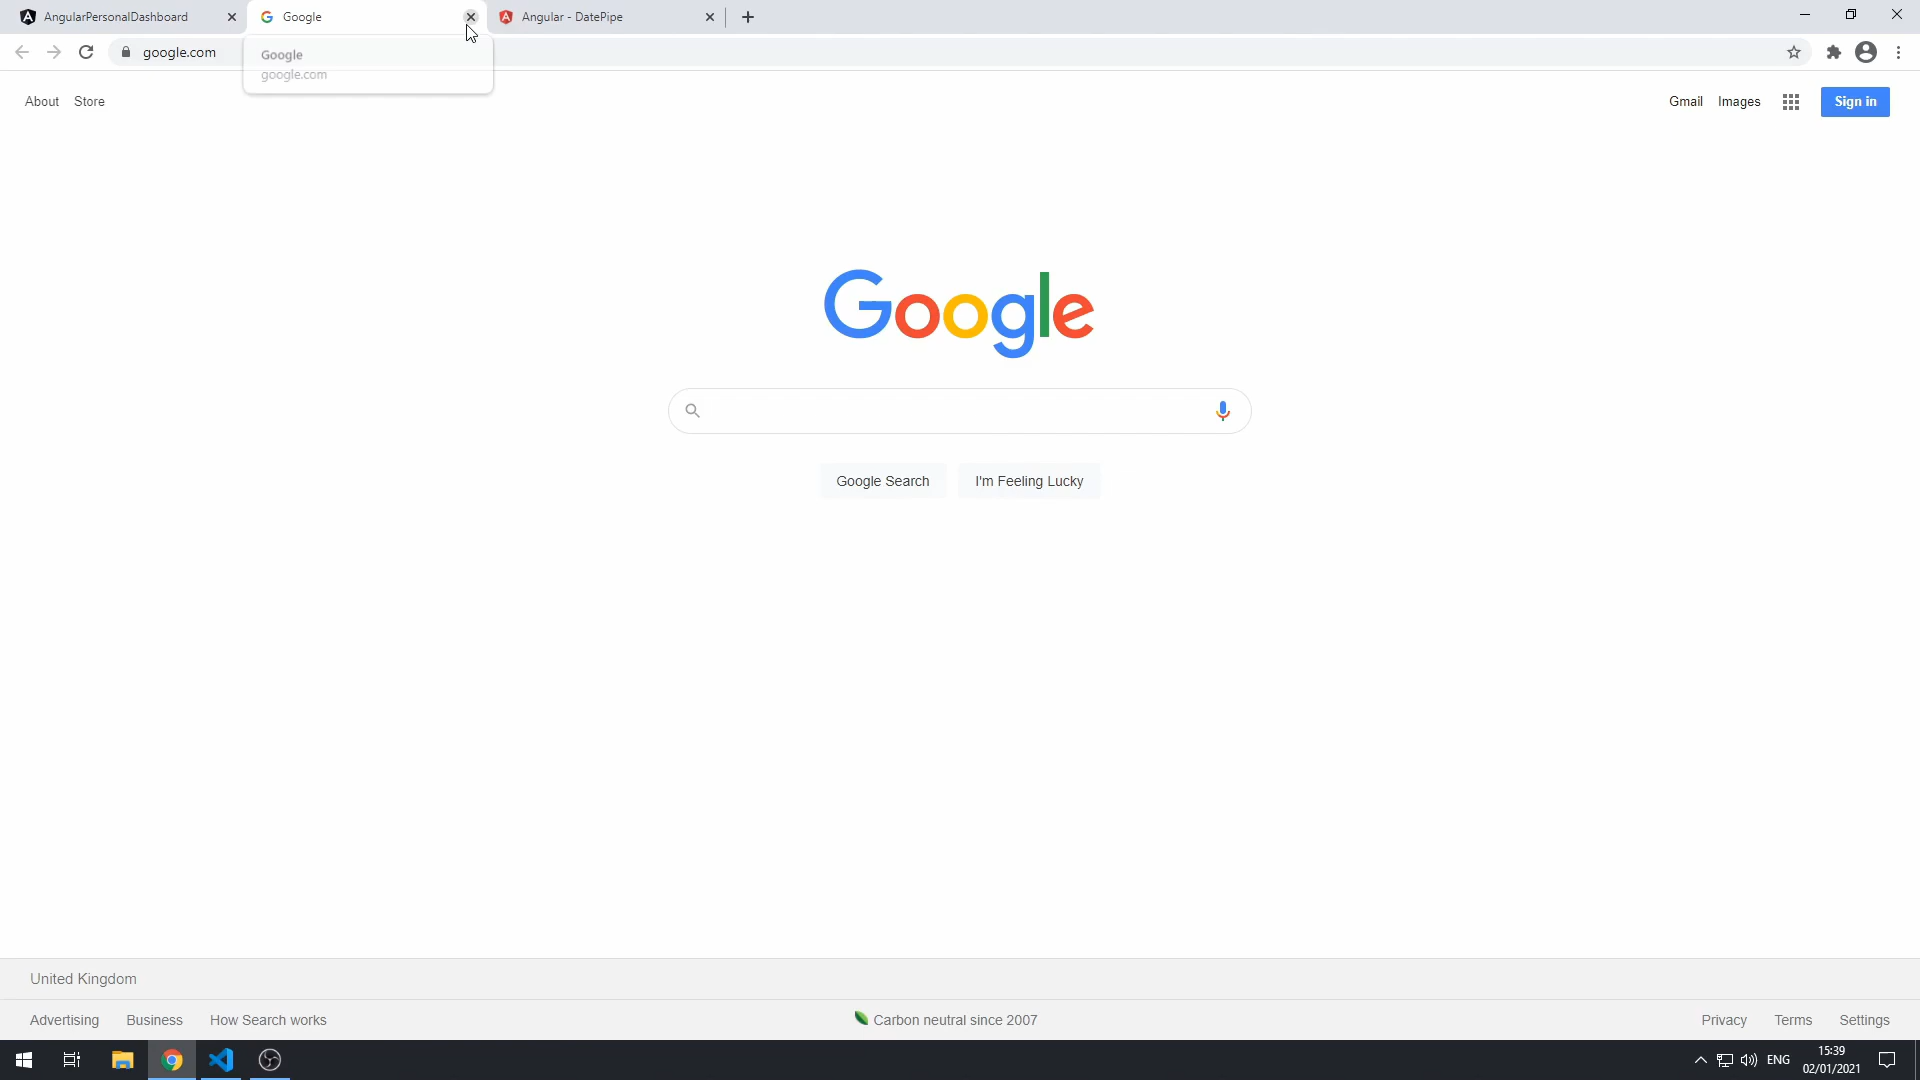 AngularPersonalDashboard
Google
Angular - DatePipe
google.com
Google
google.com
About Store
Gmail Images Sign in
Google
Google Search I'm Feeling Lucky
United Kingdom
Advertising Business How Search works
Carbon neutral since 2007
Privacy Terms Settings
ENG
15:39
02/01/2021